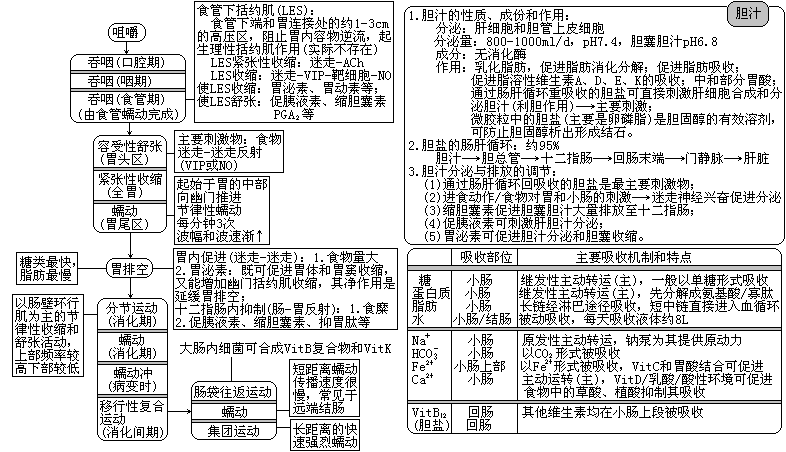 咀嚼
吞咽(口腔期)
吞咽(咽期)
吞咽(食管期)
(由食管蠕动完成)
食管下括约肌(LES):
食管下端和胃连接处的约1-3cm
的高压区，阻止胃内容物逆流，起
生理性括约肌作用(实际不存在)
LES紧张性收缩：迷走-ACh
LES收缩：迷走-VIP-靶细胞-NO
使LES收缩：胃泌素、胃动素等；
使LES舒张：促胰液素、缩胆囊素
PGA₂等
容受性舒张
(胃头区)
紧张性收缩
(全胃)
蠕动
(胃尾区)
主要刺激物：食物
迷走-迷走反射
(VIP或NO)
起始于胃的中部
向幽门推进
节律性蠕动
每分钟3次
波幅和波速渐↑
糖类最快，
脂肪最慢
胃排空
胃内促进(迷走-迷走)：1.食物量大
2.胃泌素：既可促进胃体和胃窦收缩，
又能增加幽门括约肌收缩，其净作用是
延缓胃排空；
十二指肠内抑制(肠-胃反射)：1.食糜
2.促胰液素、缩胆囊素、抑胃肽等
以肠壁环行
肌为主的节
律性收缩和
舒张活动，
上部频率较
高下部较低
分节运动
(消化期)
蠕动
(消化期)
蠕动冲
(病变时)
移行性复合
运动
(消化间期)
大肠内细菌可合成VitB复合物和VitK
肠袋往返运动
蠕动
集团运动
短距离蠕动
传播速度很
慢，常见于
远端结肠
长距离的快
速强烈蠕动
胆汁
1.胆汁的性质、成份和作用：
分泌：肝细胞和胆管上皮细胞
分泌量：800-1000ml/d，pH7.4，胆囊胆汁pH6.8
成分：无消化酶
作用：乳化脂肪，促进脂肪消化分解；促进脂肪吸收；
促进脂溶性维生素A、D、E、K的吸收；中和部分胃酸；
通过肠肝循环重吸收的胆盐可直接刺激肝细胞合成和分
泌胆汁(利胆作用)→主要刺激；
微胶粒中的胆盐(主要是卵磷脂)是胆固醇的有效溶剂，
可防止胆固醇析出形成结石。
2.胆盐的肠肝循环：约95%
胆汁→胆总管→十二指肠→回肠末端→门静脉→肝脏
3.胆汁分泌与排放的调节：
(1)通过肠肝循环回吸收的胆盐是最主要刺激物；
(2)进食动作/食物对胃和小肠的刺激→迷走神经兴奋促进分泌
(3)缩胆囊素促进胆囊胆汁大量排放至十二指肠；
(4)促胰液素可刺激胆汁分泌；
(5)胃泌素可促进胆汁分泌和胆囊收缩。
吸收部位 主要吸收机制和特点
糖 小肠 继发性主动转运(主)，一般以单糖形式吸收
蛋白质 小肠 继发性主动转运(主)，先分解成氨基酸/寡肽
脂肪 小肠 长链经淋巴途径吸收，短中链直接进入血循环
水 小肠/结肠 被动吸收，每天吸收液体约8L
Na⁺ 小肠 原发性主动转运，钠泵为其提供原动力
HCO₃⁻ 小肠 以CO₂形式被吸收
Fe²⁺ 小肠上部 以Fe²⁺形式被吸收，VitC和胃酸结合可促进
Ca²⁺ 小肠 主动运转(主)，VitD/乳酸/酸性环境可促进
食物中的草酸、植酸抑制其吸收
VitB₁₂ 回肠 其他维生素均在小肠上段被吸收
(胆盐) 回肠